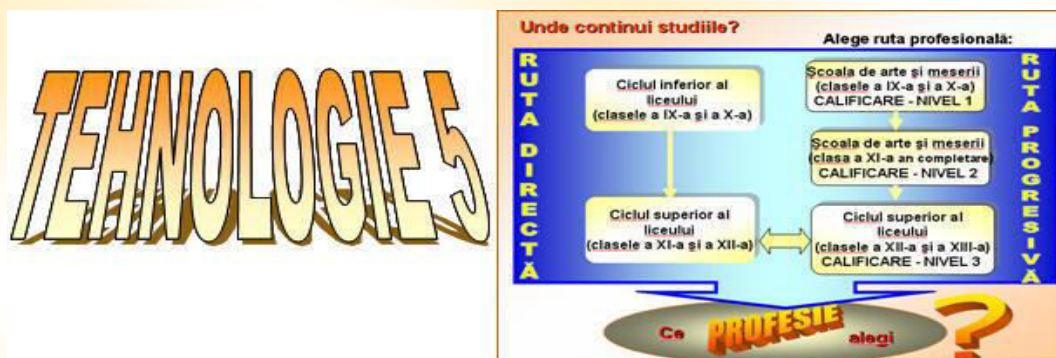 TEHNOLOGIE 5
Unde continui studiile?
Alege ruta profesională:
RUTA DIRECTĂ
Ciclul inferior al
liceului
(clasele a IX-a și a X-a)
Ciclul superior al
liceului
(clasele a XI-a și a XII-a)
Școala de arte și meserii
(clasele a IX-a și a X-a)
CALIFICARE - NIVEL 1
Școala de arte și meserii
(clasa a XI-a an completare)
CALIFICARE - NIVEL 2
Ciclul superior al
liceului
(clasele a XII-a și a XIII-a)
CALIFICARE - NIVEL 3
RUTA PROGRESIVĂ
Ce PROFESIE alegi ?